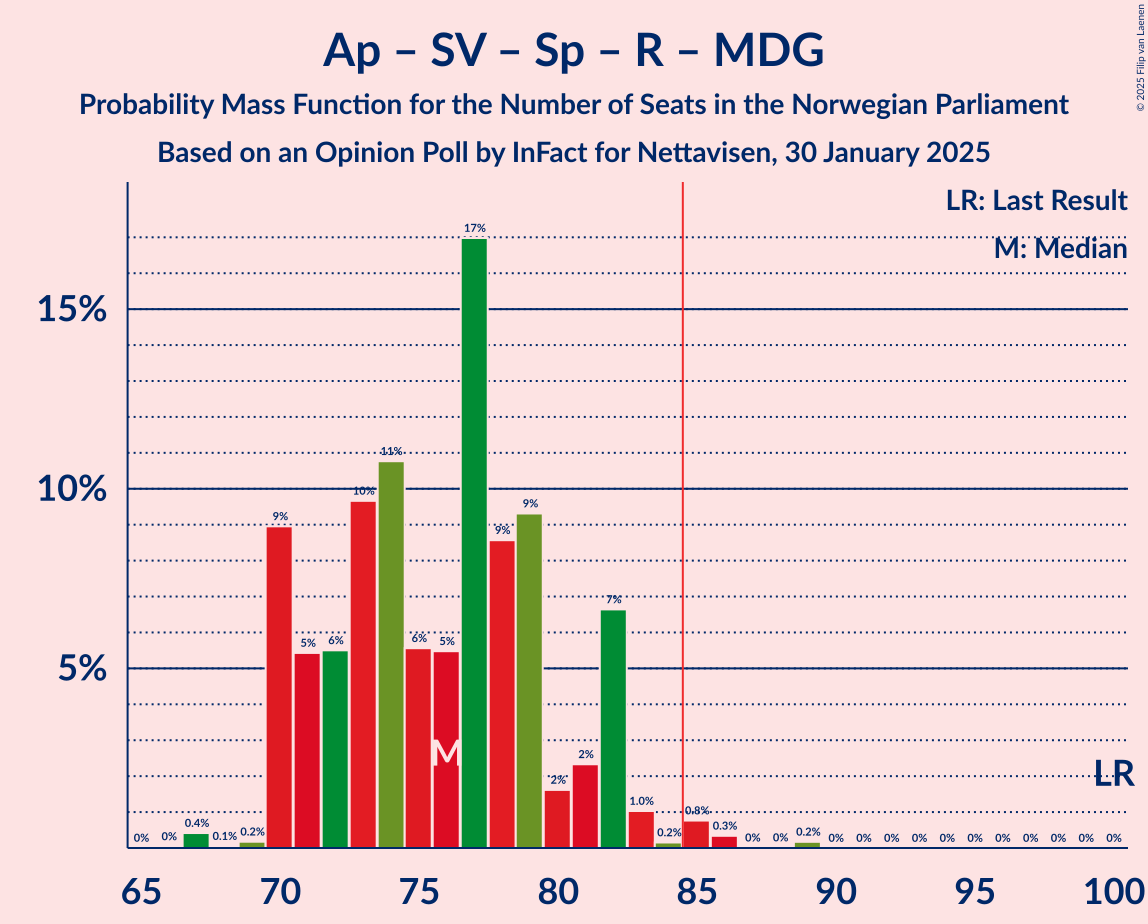 Ap – SV – Sp – R – MDG
Probability Mass Function for the Number of Seats in the Norwegian Parliament
Based on an Opinion Poll by InFact for Nettavisen, 30 January 2025
© 2025 Filip van Laenen
LR: Last Result
M: Median
15%
10%
5%
0% 0% 0.4% 0.1% 0.2% 9% 5% 6% 10% 11% 6% 5% 17% 9% 9% 2% 2% 7% 1.0% 0.2% 0.8% 0.3% 0% 0% 0.2% 0% 0% 0% 0% 0% 0% 0% 0% 0% 0% 0%
M
LR
65 70 75 80 85 90 95 100